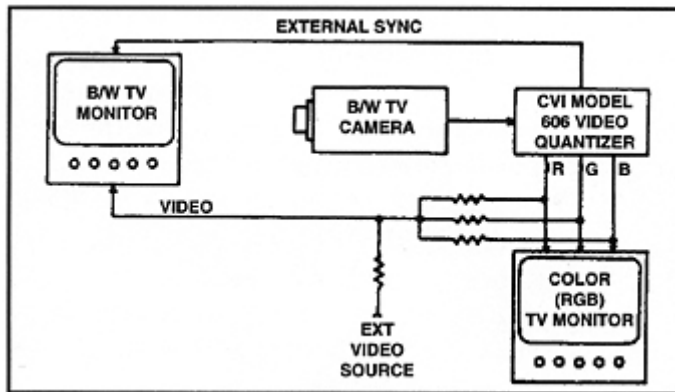 EXTERNAL SYNC
B/W TV
MONITOR
B/W TV
CAMERA
CVI MODEL
606 VIDEO
QUANTIZER
R G B
VIDEO
COLOR
(RGB)
TV MONITOR
EXT
VIDEO
SOURCE